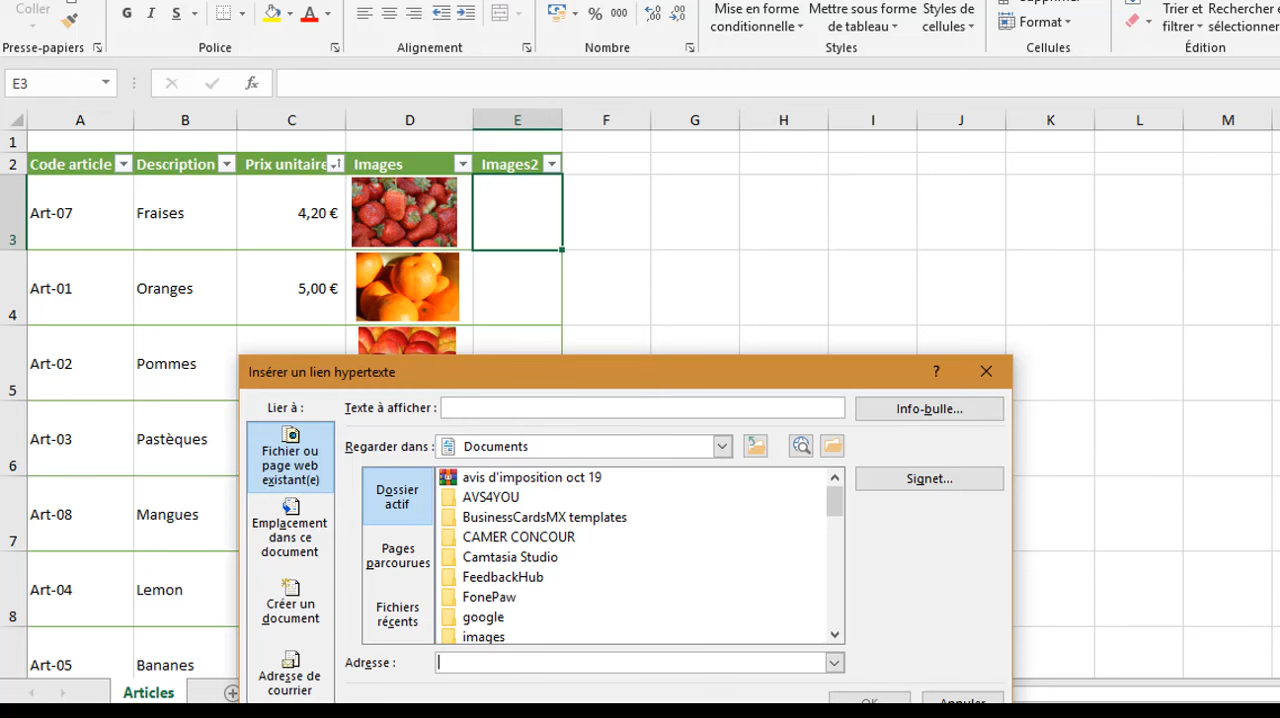 Coller
G I S A % 000
Mise en forme conditionnelle
Mettre sous forme de tableau
Styles de cellules
Format
Trier et filtrer
Rechercher et sélectionner
Presse-papiers Police Alignement Nombre Styles Cellules Édition
E3 fx
A B C D E F G H I J K L M
1
2 Code article Description Prix unitaire Images Images2
3 Art-07 Fraises 4,20 €
4 Art-01 Oranges 5,00 €
5 Art-02 Pommes
6 Art-03 Pastèques
7 Art-08 Mangues
8 Art-04 Lemon
Art-05 Bananes
Articles
Insérer un lien hypertexte ?
Lier à :
Fichier ou
page web
existant(e)
Emplacement
dans ce
document
Créer un
document
Adresse de
courrier
Texte à afficher :
Info-bulle...
Regarder dans : Documents
Signet...
Dossier
actif
Pages
parcourues
Fichiers
récents
avis d'imposition oct 19
AVS4YOU
BusinessCardsMX templates
CAMER CONCOUR
Camtasia Studio
FeedbackHub
FonePaw
google
images
Adresse :
OK Annuler